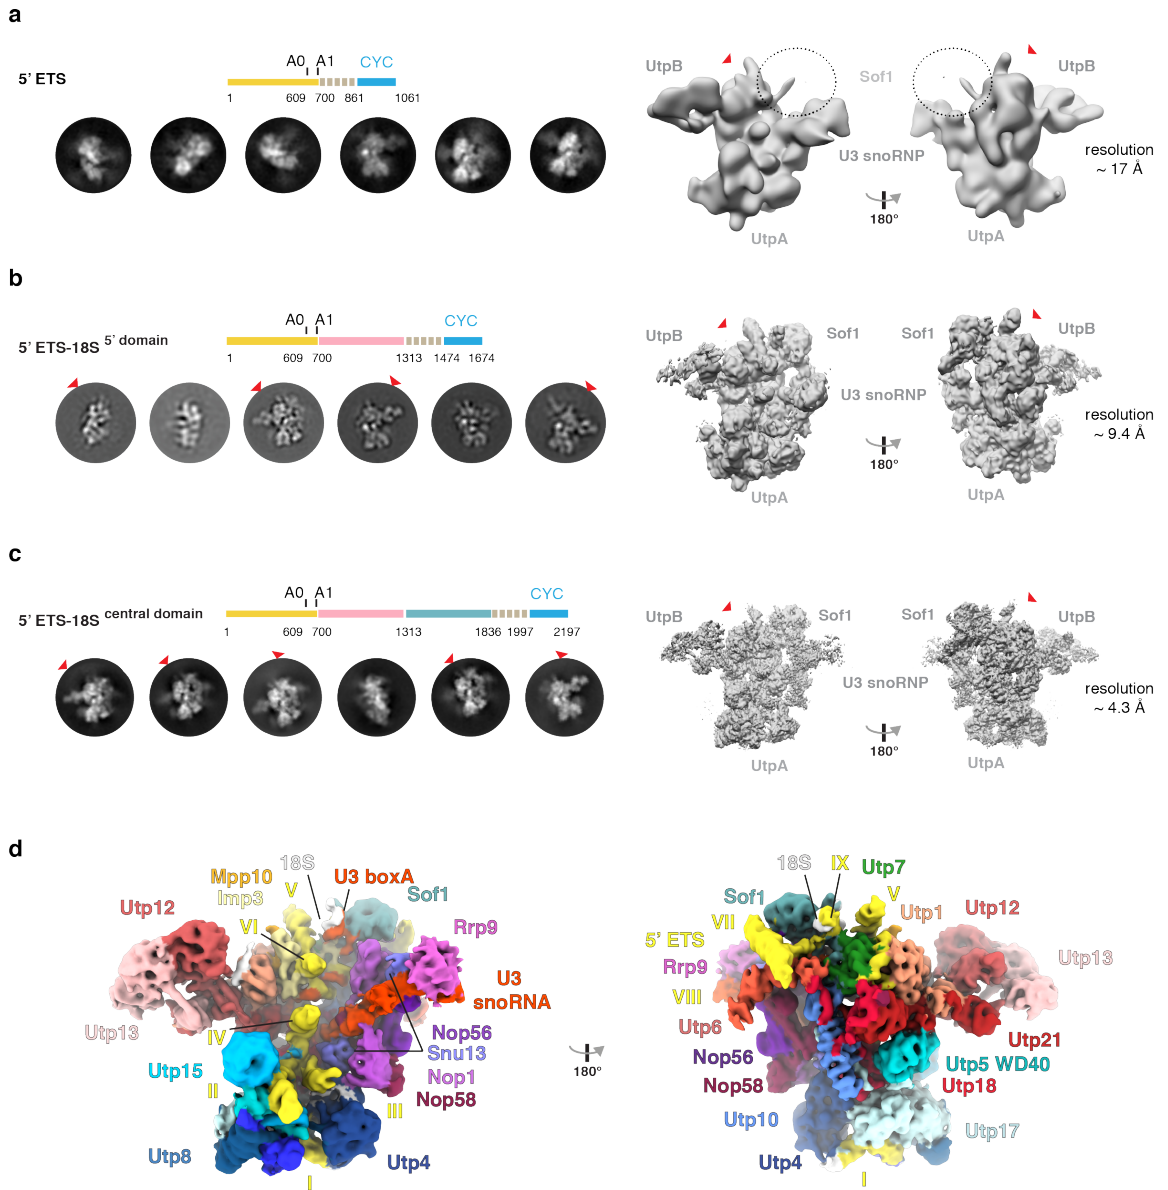 a
5’ ETS
A0 A1 CYC
1 609 700 861 1061
UtpB Sof1 UtpB
U3 snoRNP
180°
UtpA UtpA
resolution
~ 17 Å
b
5’ ETS-18S 5’ domain
A0 A1 CYC
1 609 700 1313 1474 1674
UtpB Sof1 Sof1 UtpB
U3 snoRNP
180°
UtpA UtpA
resolution
~ 9.4 Å
c
5’ ETS-18S central domain
A0 A1 CYC
1 609 700 1313 1836 1997 2197
UtpB Sof1 Sof1 UtpB
U3 snoRNP
180°
UtpA UtpA
resolution
~ 4.3 Å
d
18S
Mpp10 V U3 boxA
Imp3 Sof1
Utp12 VI Rrp9
U3
snoRNA
Utp13 IV Nop56
Utp15 Snu13
II Nop1
III Nop58
Utp8 Utp4
I
180°
18S IX Utp7
Sof1 V
VII Utp1 Utp12
5’ ETS
Rrp9 Utp13
VIII
Utp6 Utp21
Nop56 Utp5 WD40
Nop58 Utp18
Utp10 Utp17
Utp4
I